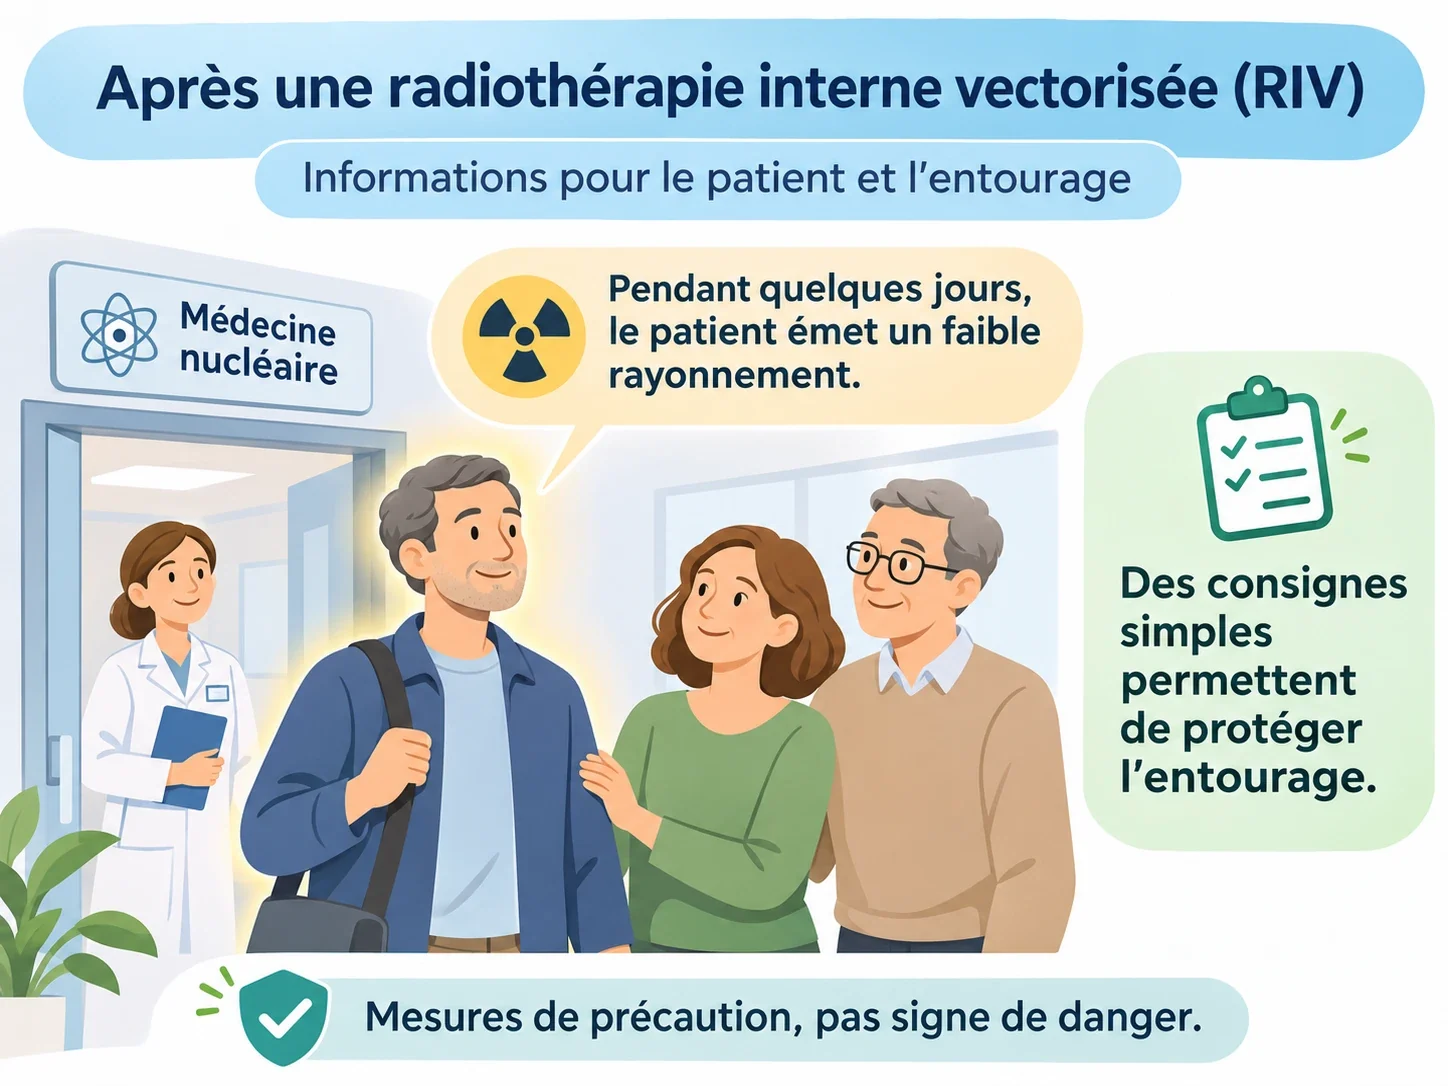 Après une radiothérapie interne vectorisée (RIV)
Informations pour le patient et l'entourage
Médecine
nucléaire
Pendant quelques jours,
le patient émet un faible
rayonnement.
Des consignes
simples
permettent
de protéger
l'entourage.
Mesures de précaution, pas signe de danger.